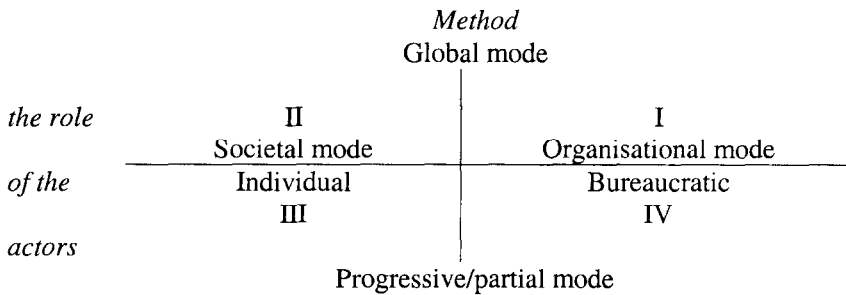 Method
Global mode
the role II I
Societal mode Organisational mode
of the Individual Bureaucratic
III IV
actors
Progressive/partial mode